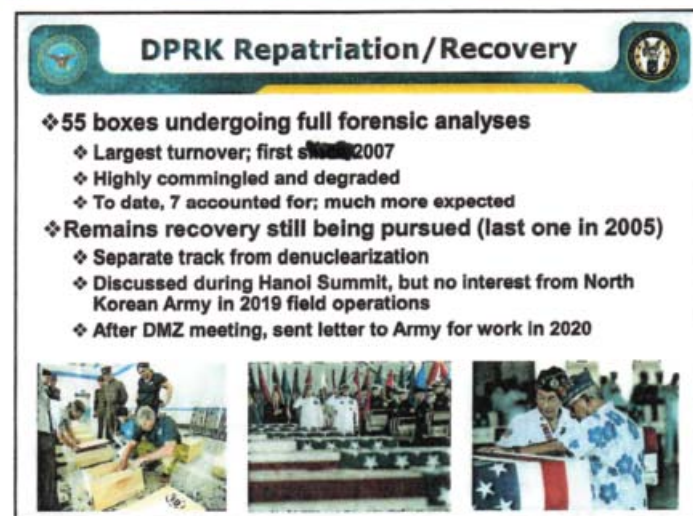 DPRK Repatriation/Recovery
❖55 boxes undergoing full forensic analyses
❖ Largest turnover; first 2007
❖ Highly commingled and degraded
❖ To date, 7 accounted for; much more expected
❖Remains recovery still being pursued (last one in 2005)
❖ Separate track from denuclearization
❖ Discussed during Hanoi Summit, but no interest from North
Korean Army in 2019 field operations
❖ After DMZ meeting, sent letter to Army for work in 2020